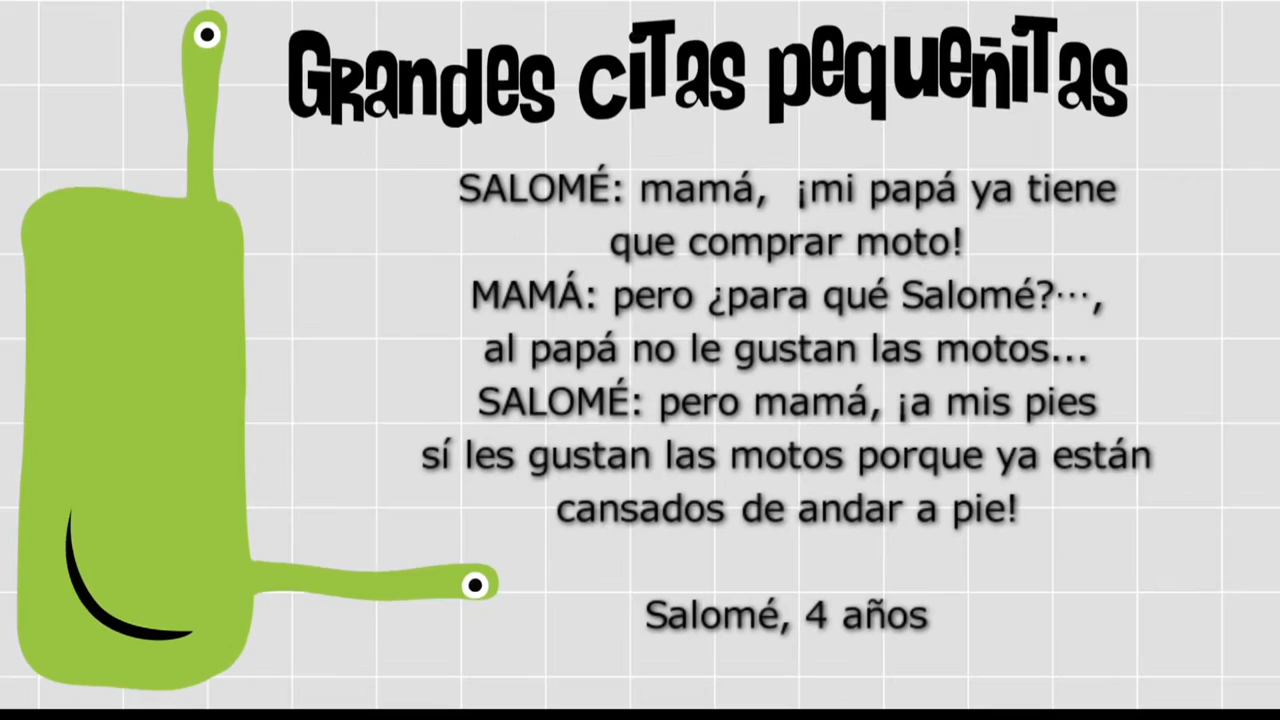 Grandes citas pequeñitas
SALOMÉ: mamá, ¡mi papá ya tiene
que comprar moto!
MAMÁ: pero ¿para qué Salomé?···,
al papá no le gustan las motos...
SALOMÉ: pero mamá, ¡a mis pies
sí les gustan las motos porque ya están
cansados de andar a pie!
Salomé, 4 años